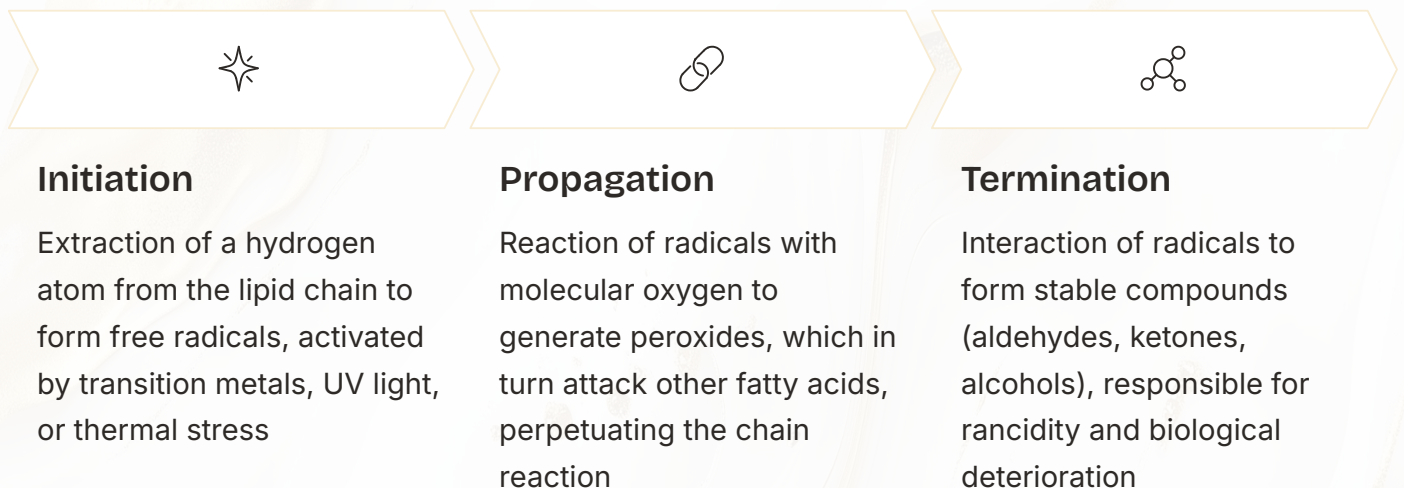 Initiation
Extraction of a hydrogen
atom from the lipid chain to
form free radicals, activated
by transition metals, UV light,
or thermal stress
Propagation
Reaction of radicals with
molecular oxygen to
generate peroxides, which in
turn attack other fatty acids,
perpetuating the chain
reaction
Termination
Interaction of radicals to
form stable compounds
(aldehydes, ketones,
alcohols), responsible for
rancidity and biological
deterioration